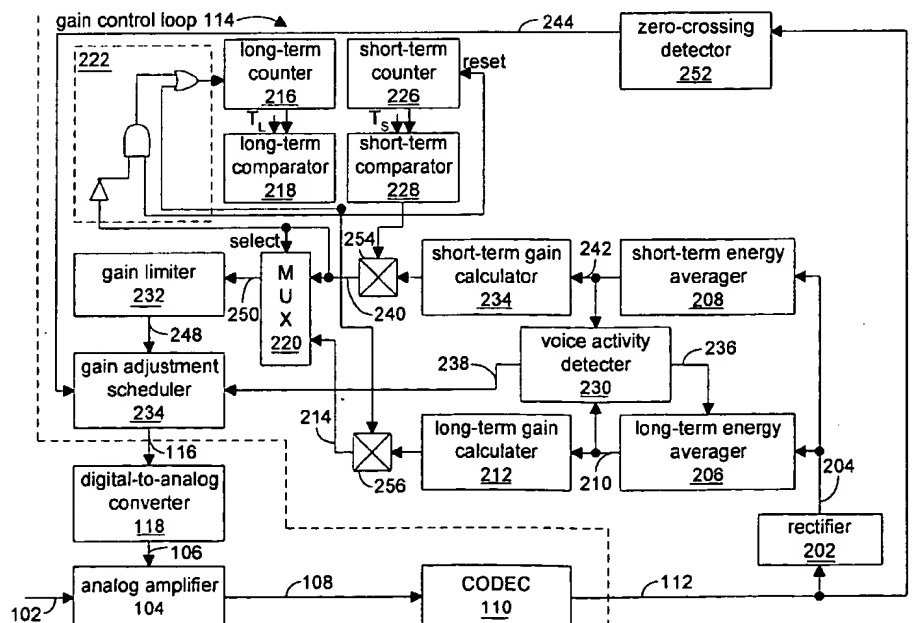 gain control loop 114
244
zero-crossing
detector
252
222
long-term
counter
216
short-term
counter
226
reset
T_L
T_S
long-term
comparator
218
short-term
comparator
228
select
254
gain limiter
232
250
M
U
X
220
240
short-term gain
calculator
234
242
short-term energy
averager
208
248
voice activity
detecter
230
236
238
gain adjustment
scheduler
234
214
256
long-term gain
calculater
212
210
long-term energy
averager
206
204
116
digital-to-analog
converter
118
rectifier
202
106
102
analog amplifier
104
108
CODEC
110
112